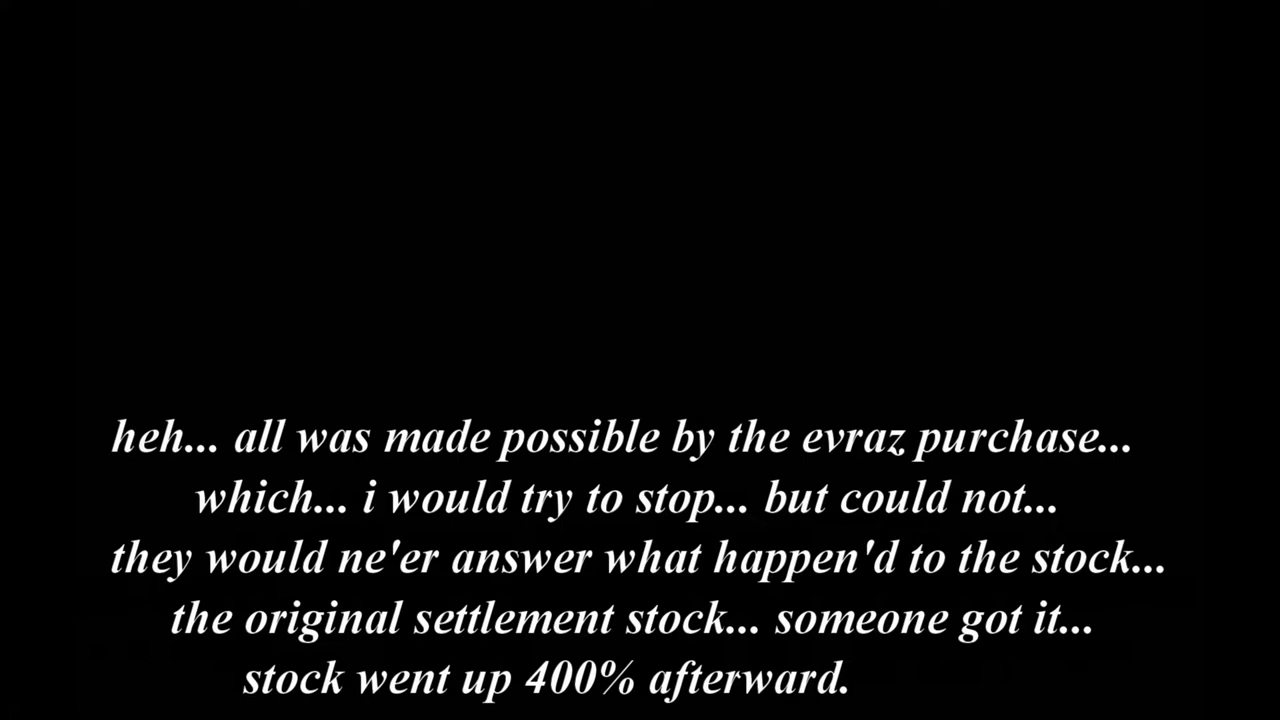 heh... all was made possible by the evraz purchase...
which... i would try to stop... but could not...
they would ne'er answer what happen'd to the stock...
the original settlement stock... someone got it...
stock went up 400% afterward.